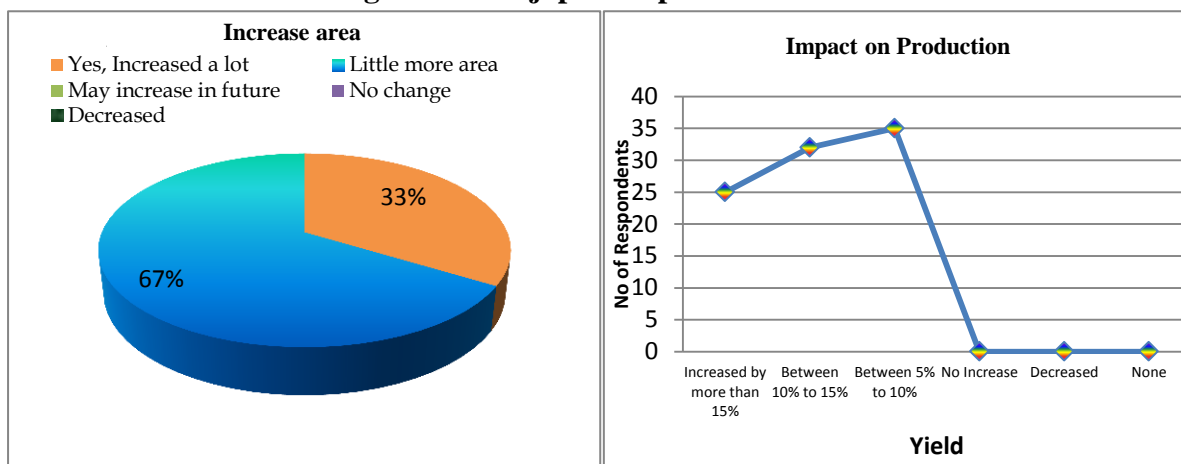 Increase area
Yes, Increased a lot
Little more area
May increase in future
No change
Decreased
33%
67%
Impact on Production
No of Respondents
40
35
30
25
20
15
10
5
0
Increased by more than 15%
Between 10% to 15%
Between 5% to 10%
No Increase
Decreased
None
Yield